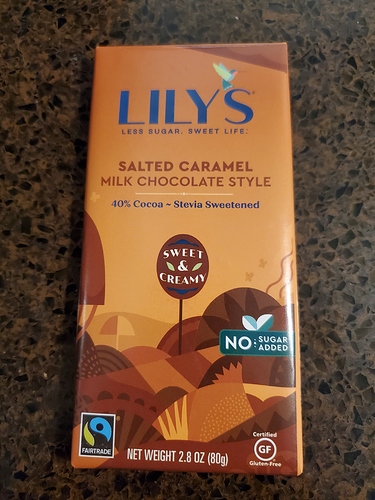 LILY'S
LESS SUGAR. SWEET LIFE.
SALTED CARAMEL
MILK CHOCOLATE STYLE
40% Cocoa ~ Stevia Sweetened
SWEET
&
CREAMY
NO: SUGAR
ADDED
FAIRTRADE
NET WEIGHT 2.8 OZ (80g)
Certified
GF
Gluten-Free